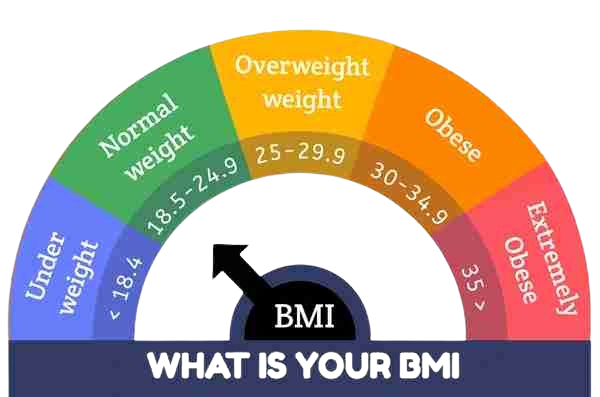 Under
weight
< 18.4
Normal
weight
18.5-24.9
Overweight
weight
25-29.9
Obese
30-34.9
Extremely
Obese
35 >
BMI
WHAT IS YOUR BMI